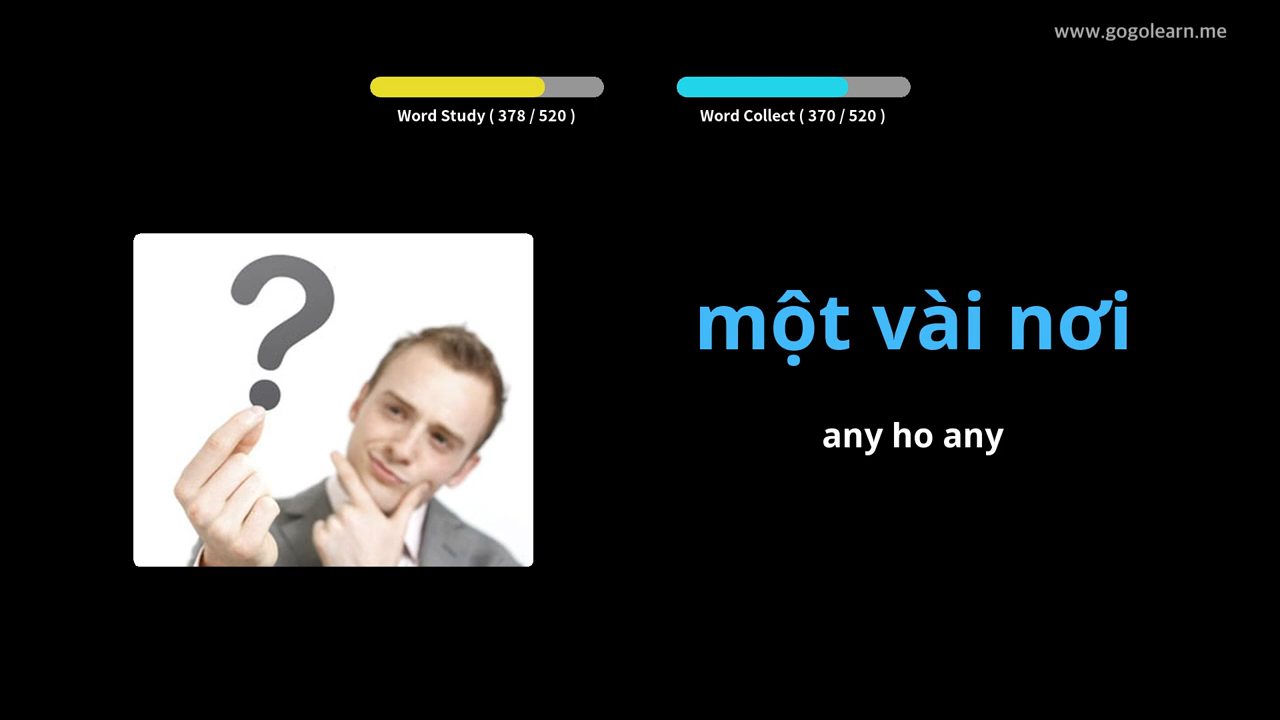 www.gogolearn.me
Word Study ( 378 / 520 )
Word Collect ( 370 / 520 )
một vài nơi
any ho any